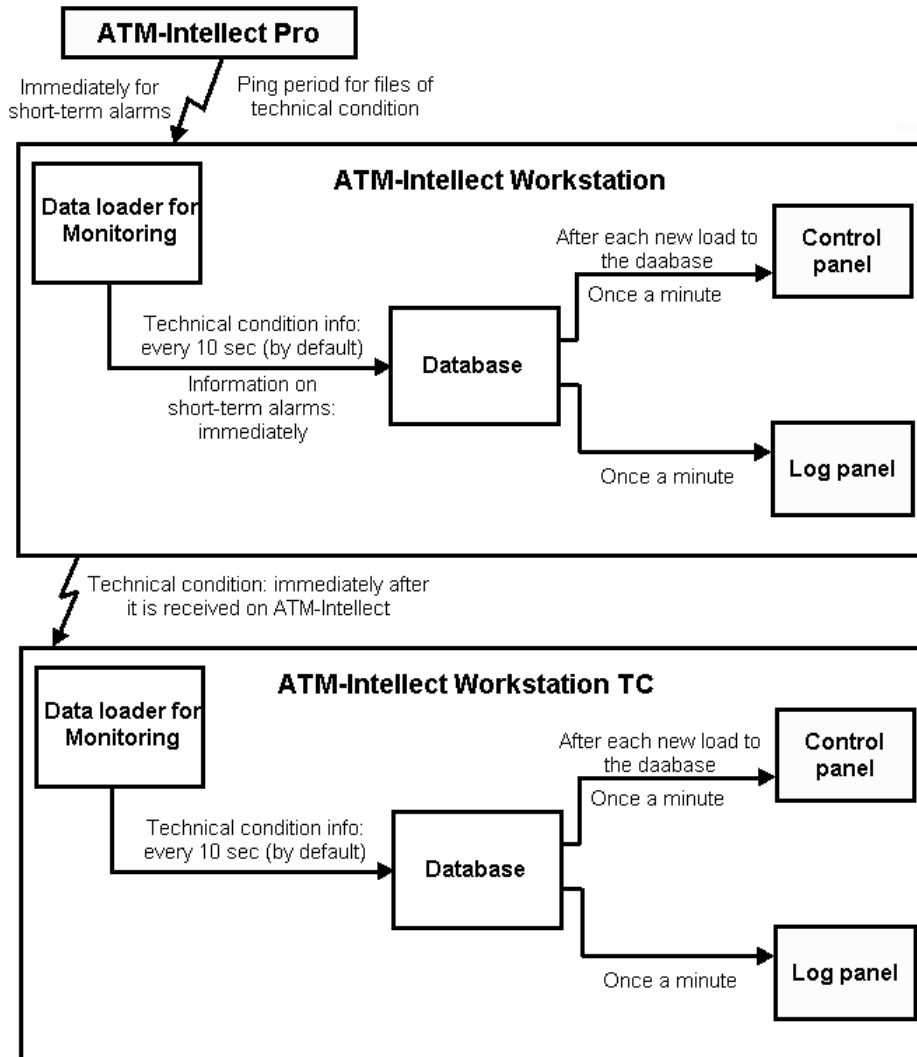 ATM-Intellect Pro
Immediately for
short-term alarms
Ping period for files of
technical condition
ATM-Intellect Workstation
Data loader for
Monitoring
Technical condition info:
every 10 sec (by default)
Information on
short-term alarms:
immediately
Database
After each new load to
the daabase
Once a minute
Control
panel
Once a minute
Log panel
Technical condition: immediately after
it is received on ATM-Intellect
ATM-Intellect Workstation TC
Data loader for
Monitoring
Technical condition info:
every 10 sec (by default)
Database
After each new load to
the daabase
Once a minute
Control
panel
Once a minute
Log panel